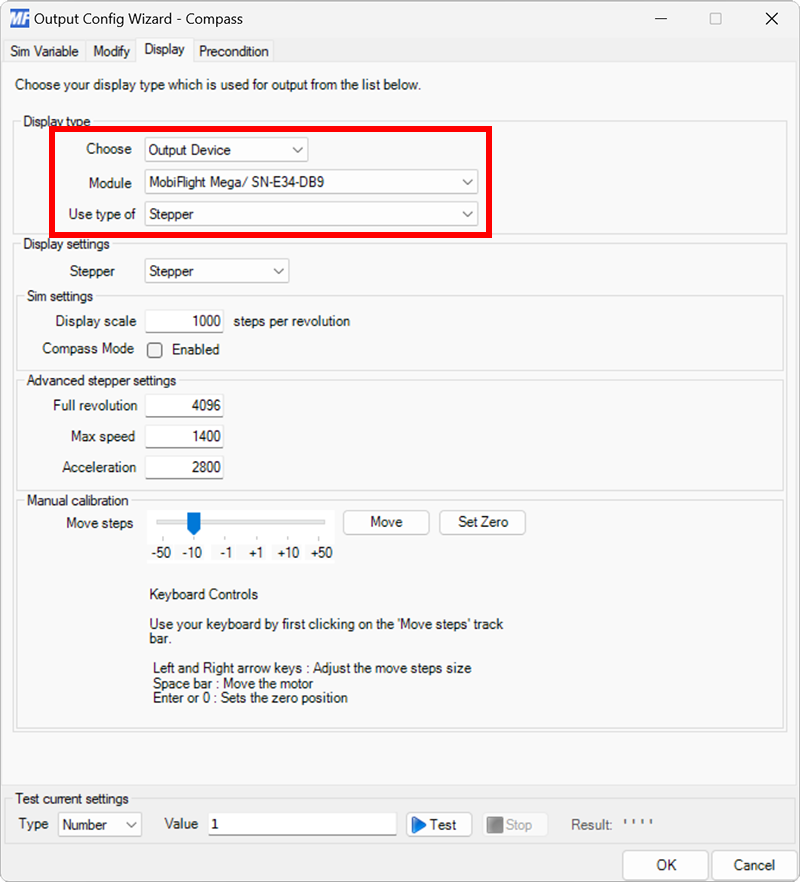 MF Output Config Wizard - Compass
Sim Variable Modify Display Precondition
Choose your display type which is used for output from the list below.
Display type
Choose Output Device
Module MobiFlight Mega/ SN-E34-DB9
Use type of Stepper
Display settings
Stepper Stepper
Sim settings
Display scale 1000 steps per revolution
Compass Mode Enabled
Advanced stepper settings
Full revolution 4096
Max speed 1400
Acceleration 2800
Manual calibration
Move steps Move Set Zero
-50 -10 -1 +1 +10 +50
Keyboard Controls
Use your keyboard by first clicking on the 'Move steps' track
bar.
Left and Right arrow keys : Adjust the move steps size
Space bar : Move the motor
Enter or 0 : Sets the zero position
Test current settings
Type Number Value 1 Test Stop Result: ' ' ' '
OK Cancel